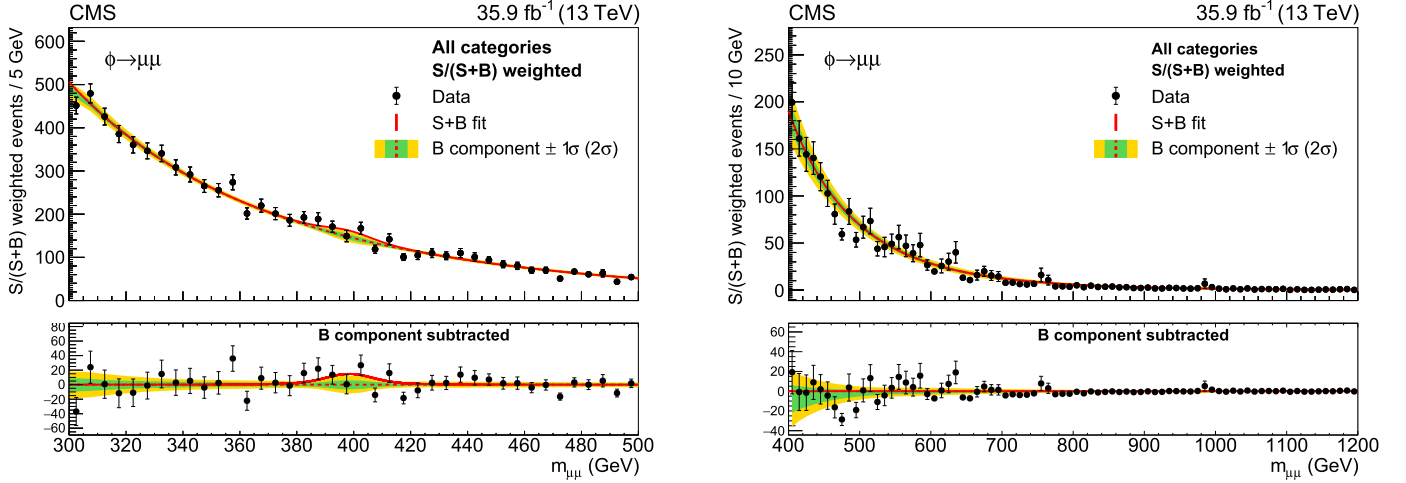 CMS
35.9 fb⁻¹ (13 TeV)
S/(S+B) weighted events / 5 GeV
600
500
400
300
200
100
0
ϕ→μμ
All categories
S/(S+B) weighted
Data
S+B fit
B component ± 1σ (2σ)
B component subtracted
80
60
40
20
0
−20
−40
−60
300
320
340
360
380
400
420
440
460
480
500
m_μμ (GeV)
CMS
35.9 fb⁻¹ (13 TeV)
S/(S+B) weighted events / 10 GeV
250
200
150
100
50
0
ϕ→μμ
All categories
S/(S+B) weighted
Data
S+B fit
B component ± 1σ (2σ)
B component subtracted
60
40
20
0
−20
−40
400
500
600
700
800
900
1000
1100
1200
m_μμ (GeV)